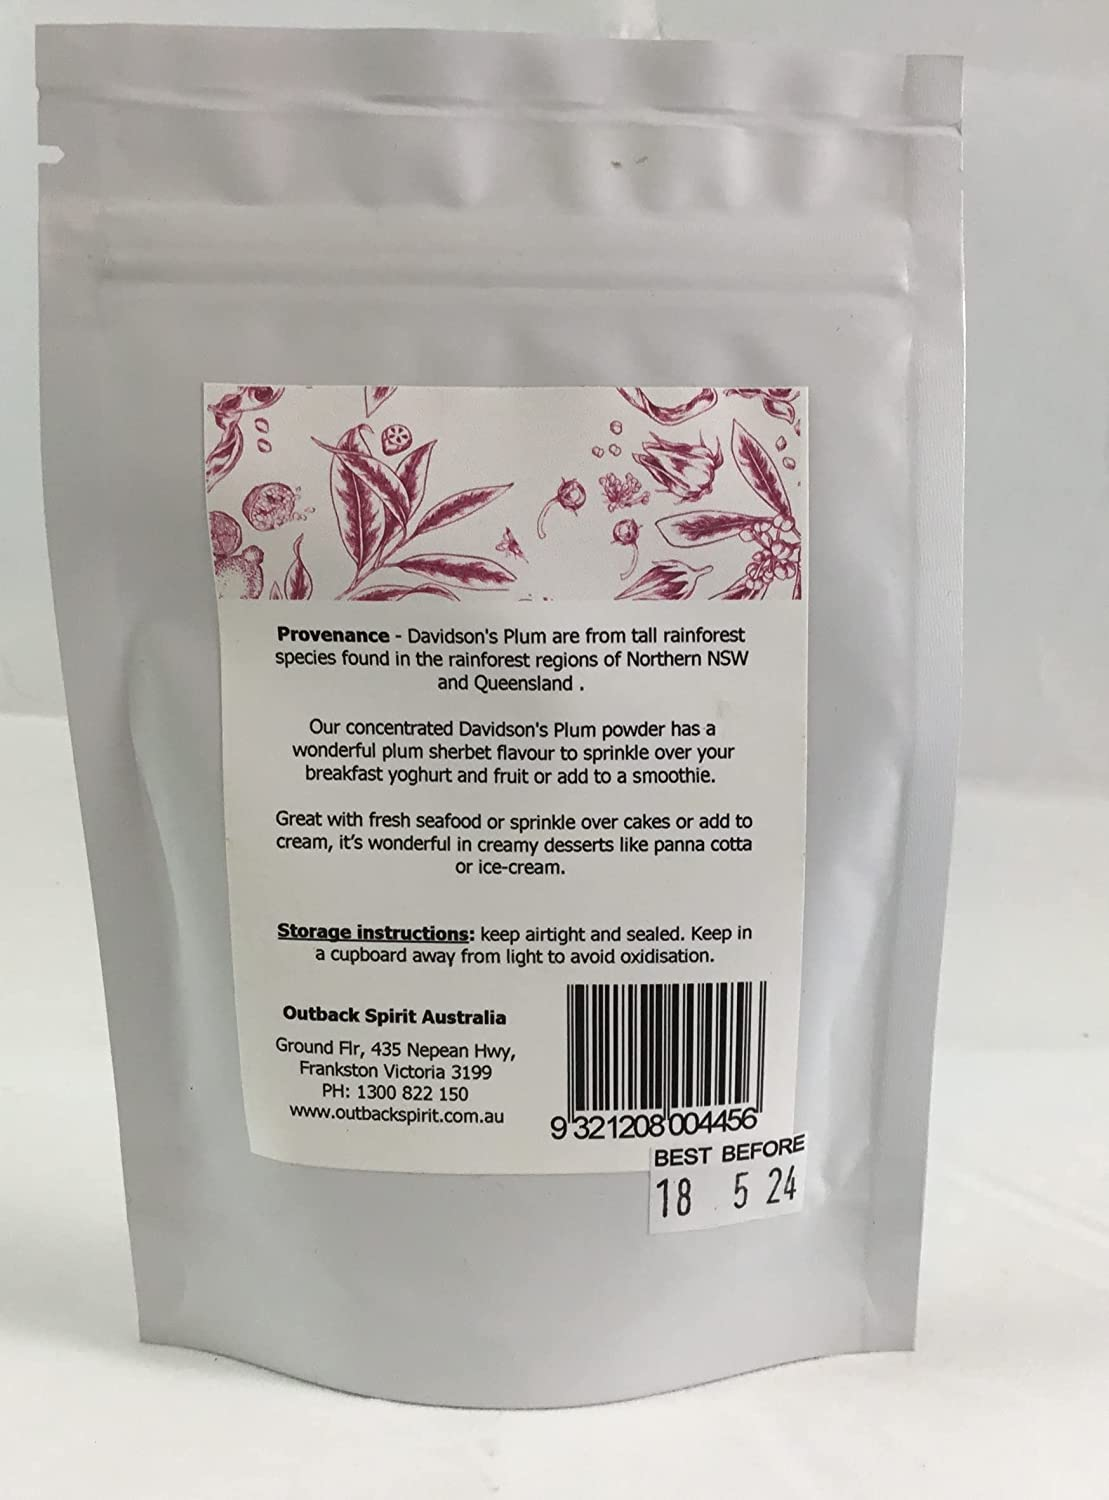 Provenance - Davidson's Plum are from tall rainforest
species found in the rainforest regions of Northern NSW
and Queensland .
Our concentrated Davidson's Plum powder has a
wonderful plum sherbet flavour to sprinkle over your
breakfast yoghurt and fruit or add to a smoothie.
Great with fresh seafood or sprinkle over cakes or add to
cream, it's wonderful in creamy desserts like panna cotta
or ice-cream.
Storage instructions: keep airtight and sealed. Keep in
a cupboard away from light to avoid oxidisation.
Outback Spirit Australia
Ground Flr, 435 Nepean Hwy,
Frankston Victoria 3199
PH: 1300 822 150
www.outbackspirit.com.au
9 321208 004456
BEST BEFORE
18 5 24